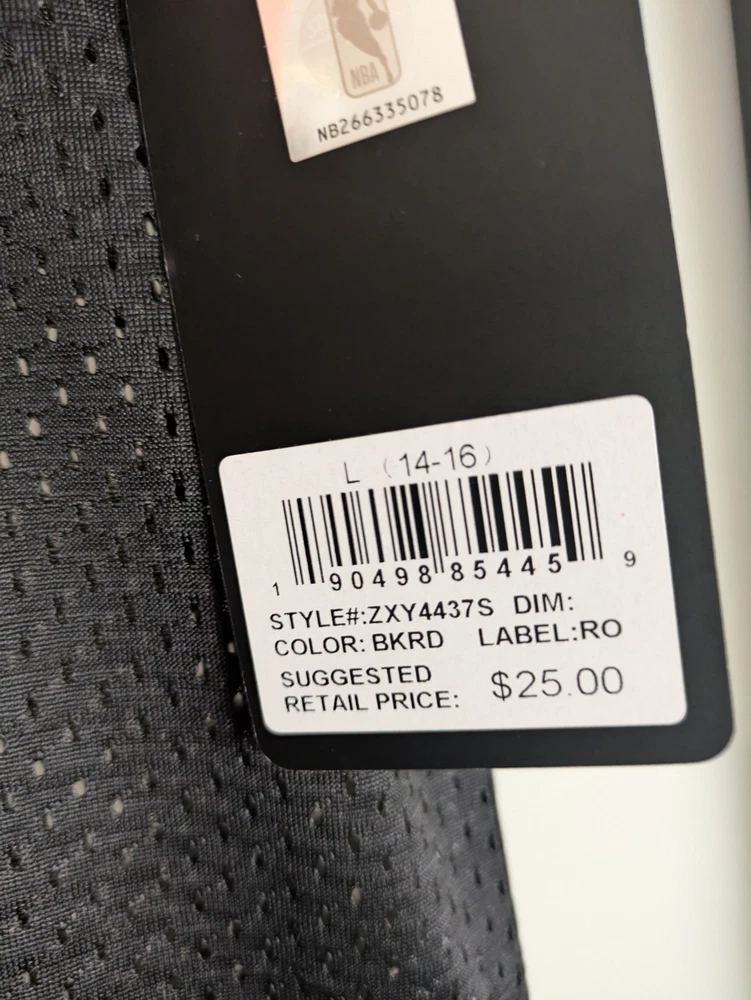 NBA
NB266335078
L (14-16)
1 90498 85445 9
STYLE#:ZXY4437S DIM:
COLOR: BKRD LABEL:RO
SUGGESTED
RETAIL PRICE: $25.00